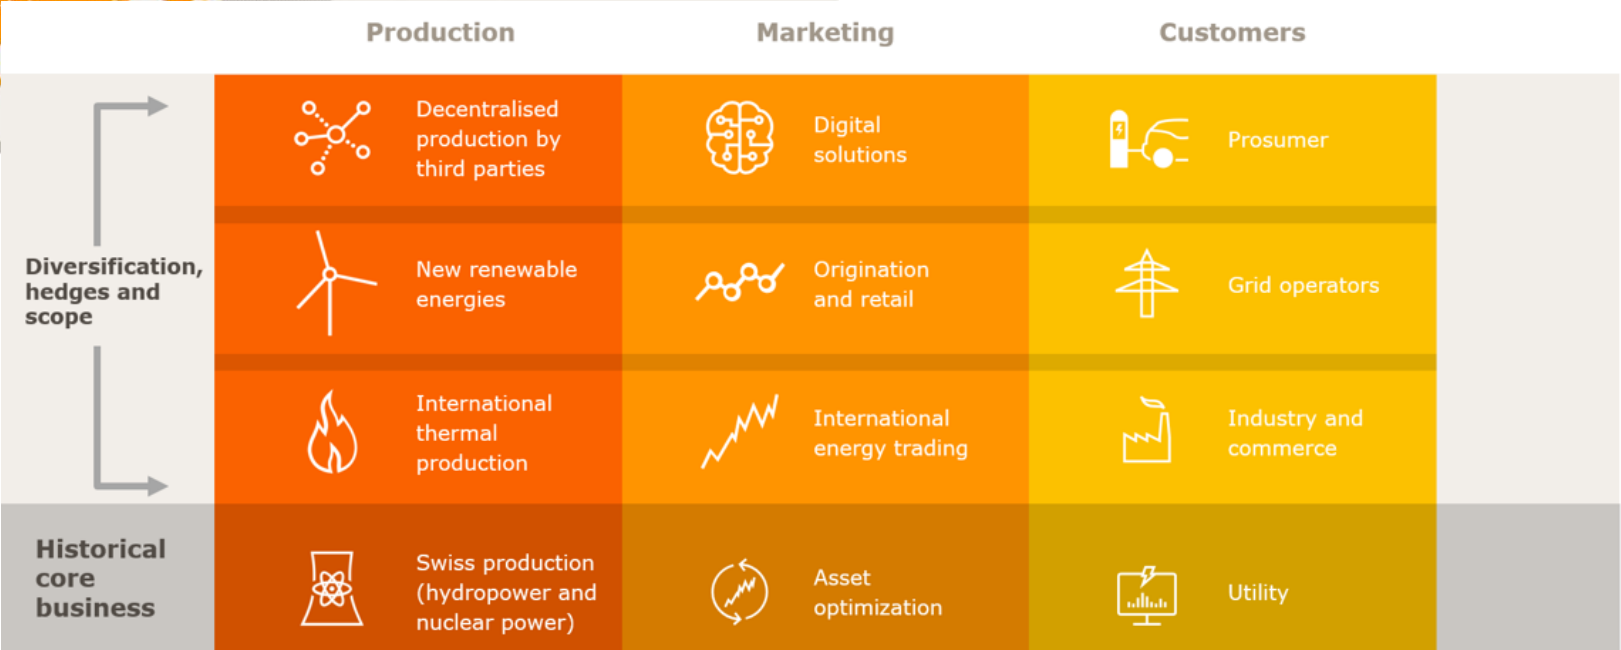 Production
Marketing
Customers
Decentralised
production by
third parties
Digital
solutions
Prosumer
Diversification,
hedges and
scope
New renewable
energies
Origination
and retail
Grid operators
International
thermal
production
International
energy trading
Industry and
commerce
Historical
core
business
Swiss production
(hydropower and
nuclear power)
Asset
optimization
Utility